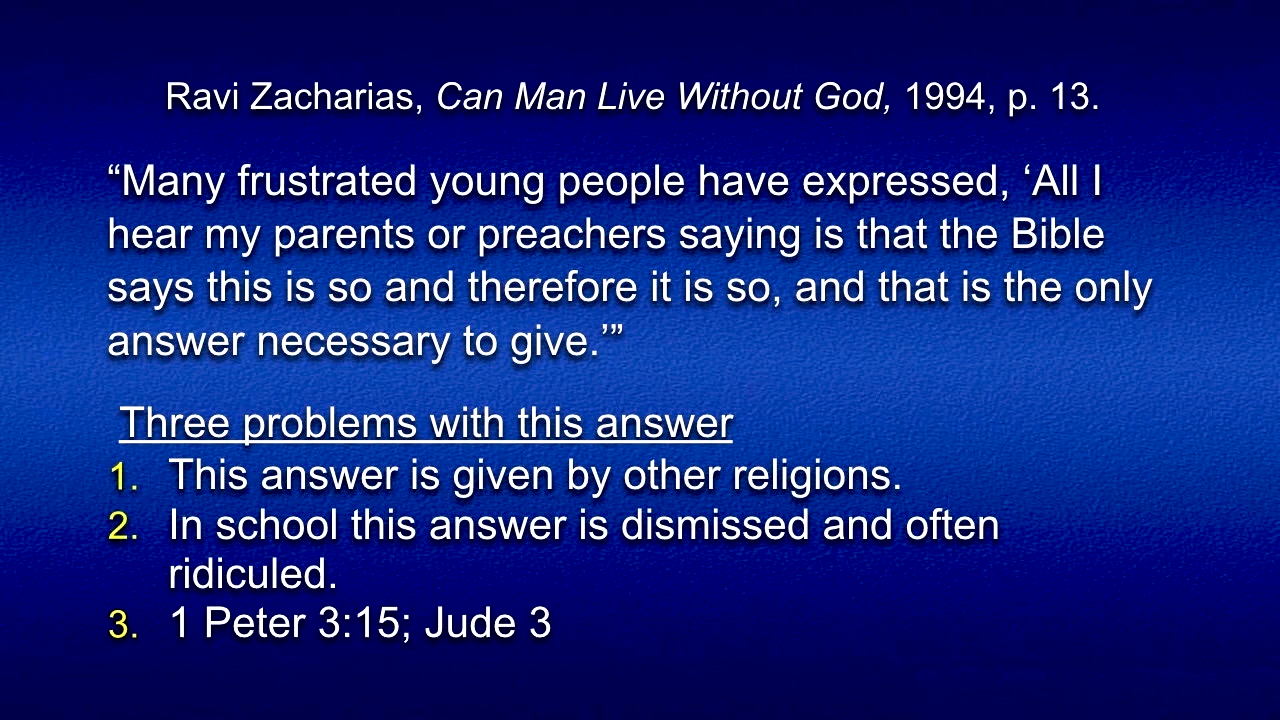 Ravi Zacharias, Can Man Live Without God, 1994, p. 13.
“Many frustrated young people have expressed, ‘All I
hear my parents or preachers saying is that the Bible
says this is so and therefore it is so, and that is the only
answer necessary to give.’”
Three problems with this answer
1. This answer is given by other religions.
2. In school this answer is dismissed and often
ridiculed.
3. 1 Peter 3:15; Jude 3